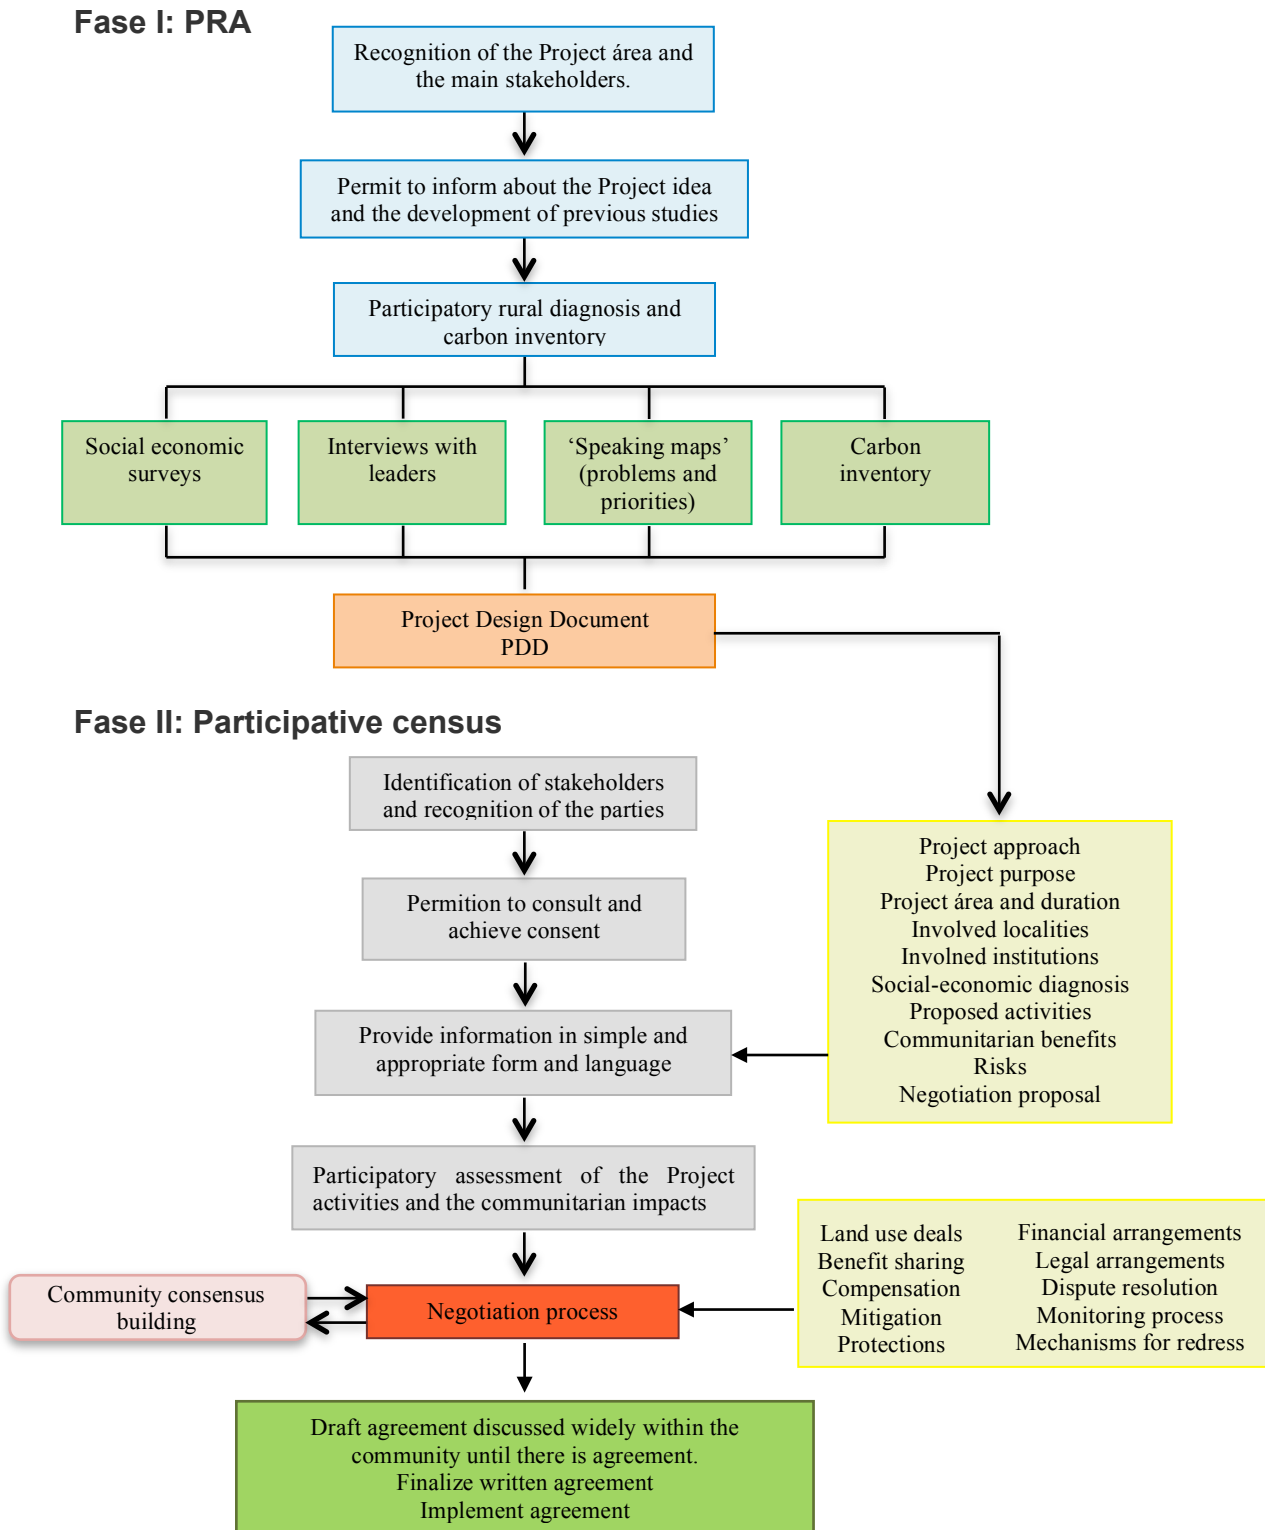 Fase I: PRA
Recognition of the Project área and
the main stakeholders.
Permit to inform about the Project idea
and the development of previous studies
Participatory rural diagnosis and
carbon inventory
Social economic
surveys
Interviews with
leaders
‘Speaking maps’
(problems and
priorities)
Carbon
inventory
Project Design Document
PDD
Fase II: Participative census
Identification of stakeholders
and recognition of the parties
Permition to consult and
achieve consent
Provide information in simple and
appropriate form and language
Project approach
Project purpose
Project área and duration
Involved localities
Involned institutions
Social-economic diagnosis
Proposed activities
Communitarian benefits
Risks
Negotiation proposal
Participatory assessment of the Project
activities and the communitarian impacts
Land use deals
Benefit sharing
Compensation
Mitigation
Protections
Financial arrangements
Legal arrangements
Dispute resolution
Monitoring process
Mechanisms for redress
Community consensus
building
Negotiation process
Draft agreement discussed widely within the
community until there is agreement.
Finalize written agreement
Implement agreement